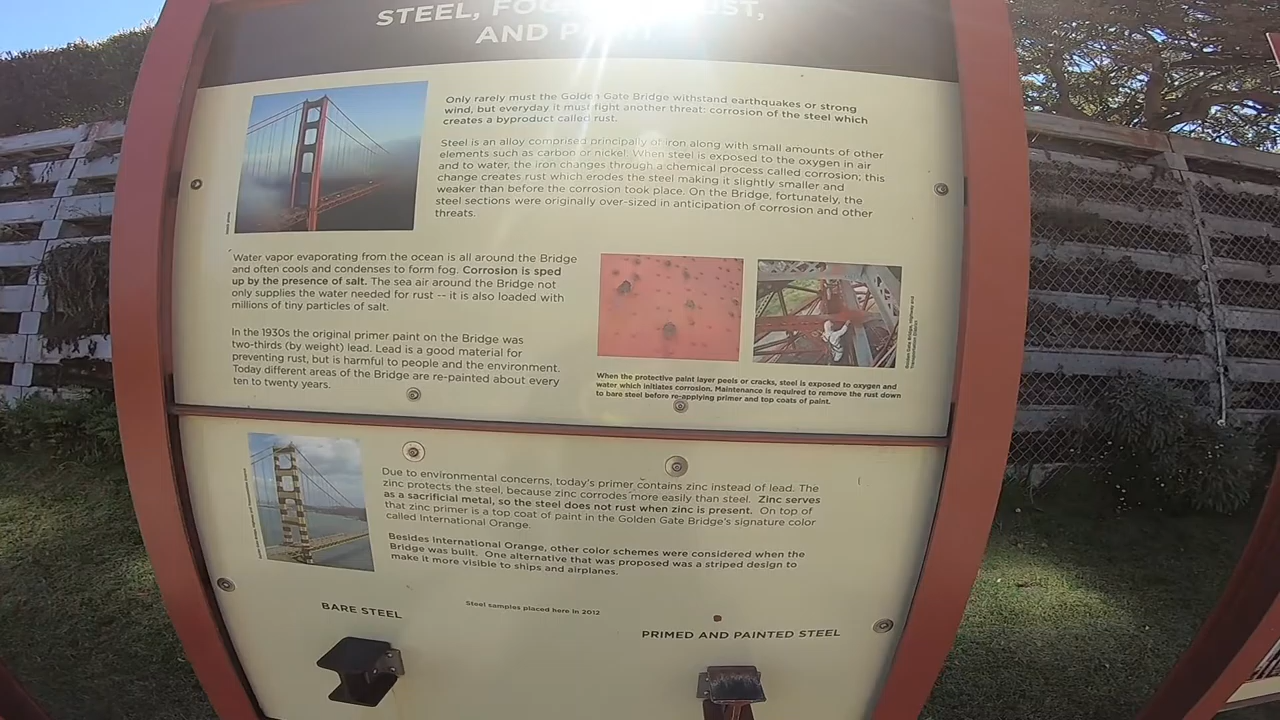 STEEL, FOG, RUST,
AND PAINT
Only rarely must the Golden Gate Bridge withstand earthquakes or strong
wind, but everyday it must fight another threat: corrosion of the steel which
creates a byproduct called rust.
Steel is an alloy comprised principally of iron along with small amounts of other
elements such as carbon or nickel. When steel is exposed to the oxygen in air
and to water, the iron changes through a chemical process called corrosion; this
change creates rust which erodes the steel making it slightly smaller and
weaker than before the corrosion took place. On the Bridge, fortunately, the
steel sections were originally over-sized in anticipation of corrosion and other
threats.
Water vapor evaporating from the ocean is all around the Bridge
and often cools and condenses to form fog. Corrosion is sped
up by the presence of salt. The sea air around the Bridge not
only supplies the water needed for rust -- it is also loaded with
millions of tiny particles of salt.
In the 1930s the original primer paint on the Bridge was
two-thirds (by weight) lead. Lead is a good material for
preventing rust, but is harmful to people and the environment.
Today different areas of the Bridge are re-painted about every
ten to twenty years.
When the protective paint layer peels or cracks, steel is exposed to oxygen and
water which initiates corrosion. Maintenance is required to remove the rust down
to bare steel before re-applying primer and top coats of paint.
Due to environmental concerns, today's primer contains zinc instead of lead. The
zinc protects the steel, because zinc corrodes more easily than steel. Zinc serves
as a sacrificial metal, so the steel does not rust when zinc is present. On top of
that zinc primer is a top coat of paint in the Golden Gate Bridge's signature color
called International Orange.
Besides International Orange, other color schemes were considered when the
Bridge was built. One alternative that was proposed was a striped design to
make it more visible to ships and airplanes.
Steel samples placed here in 2012
BARE STEEL
PRIMED AND PAINTED STEEL